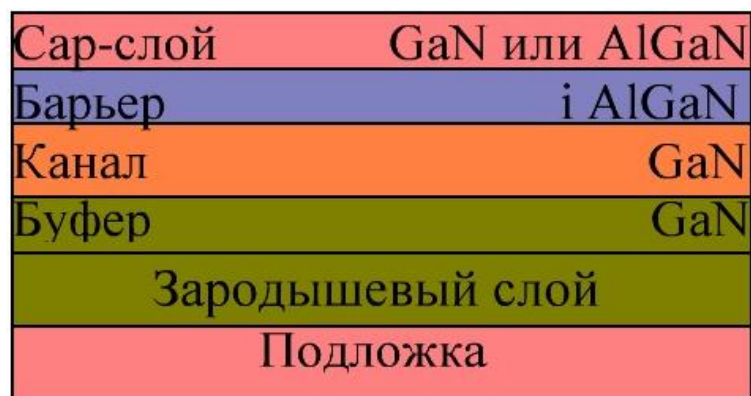 Cap-слой GaN или AlGaN
Барьер i AlGaN
Канал GaN
Буфер GaN
Зародышевый слой
Подложка